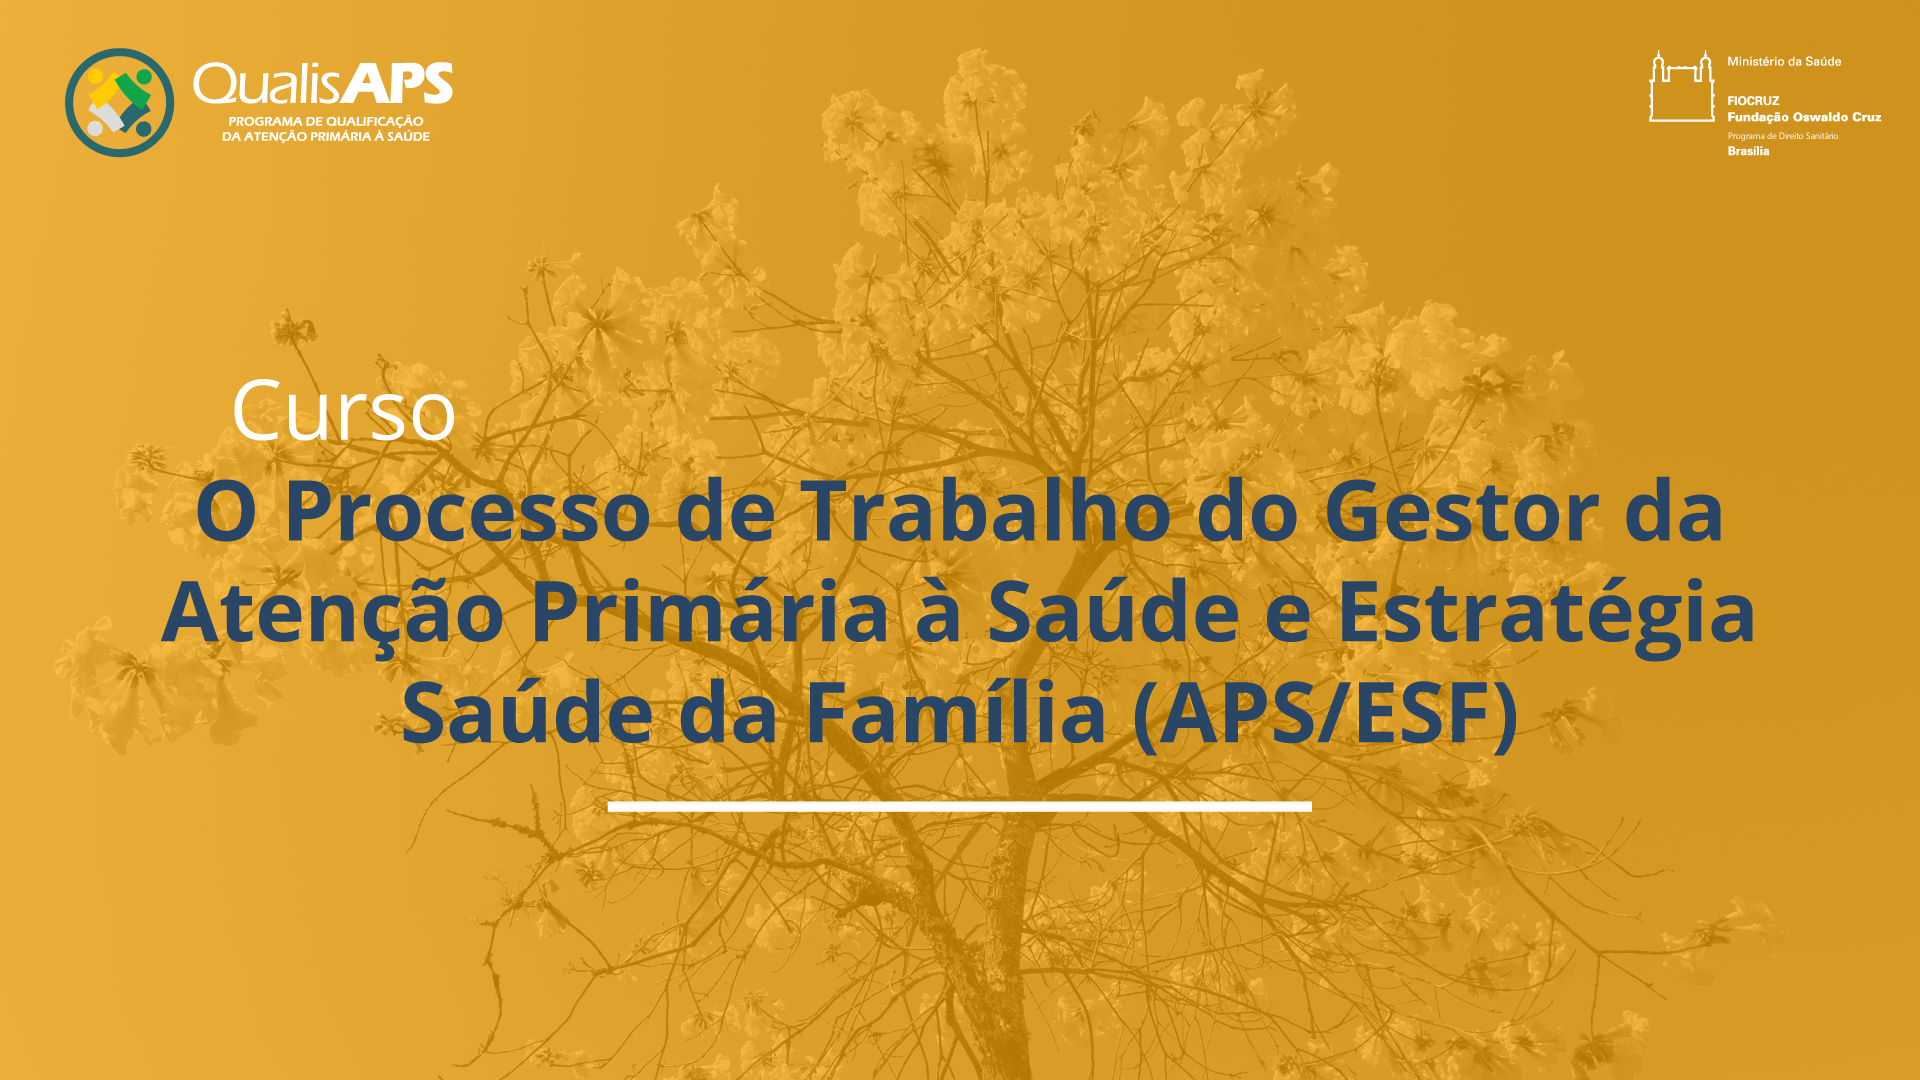 QualisAPS
PROGRAMA DE QUALIFICAÇÃO
DA ATENÇÃO PRIMÁRIA À SAÚDE
Ministério da Saúde
FIOCRUZ
Fundação Oswaldo Cruz
Programa de Direito Sanitário
Brasília
Curso
O Processo de Trabalho do Gestor da
Atenção Primária à Saúde e Estratégia
Saúde da Família (APS/ESF)